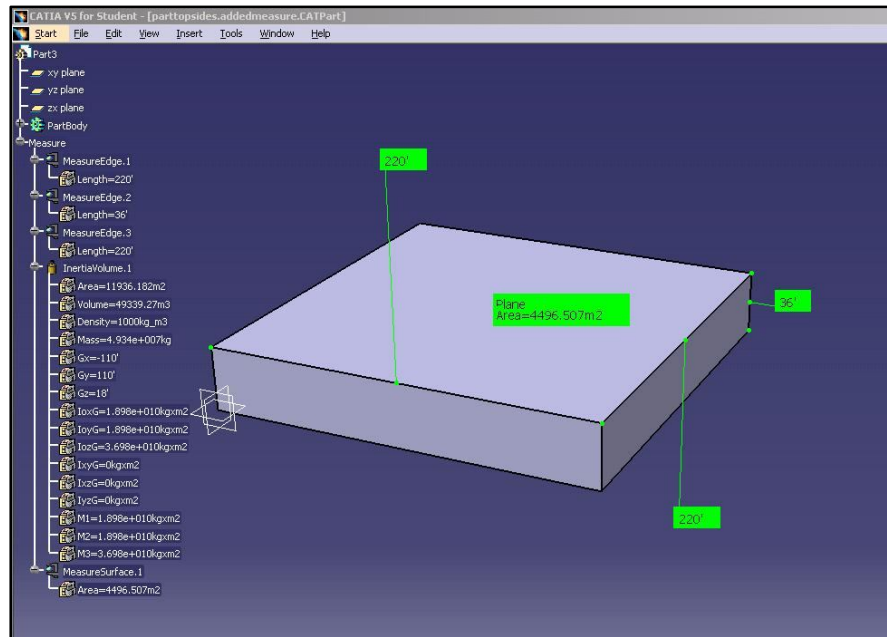 CATIA V5 for Student - [parttopsides.addedmeasure.CATPart]
Start File Edit View Insert Tools Window Help
Part3
xy plane
yz plane
zx plane
PartBody
Measure
MeasureEdge.1
Length=220'
MeasureEdge.2
Length=36'
MeasureEdge.3
Length=220'
InertiaVolume.1
Area=11936.182m2
Volume=49339.27m3
Density=1000kg_m3
Mass=4.934e+007kg
Gx=-110'
Gy=110'
Gz=18'
IoxG=1.898e+010kgxm2
IoyG=1.898e+010kgxm2
IozG=3.698e+010kgxm2
IxyG=0kgxm2
IxzG=0kgxm2
IyzG=0kgxm2
M1=1.898e+010kgxm2
M2=1.898e+010kgxm2
M3=3.698e+010kgxm2
MeasureSurface.1
Area=4496.507m2
220'
Plane
Area=4496.507m2
36'
220'